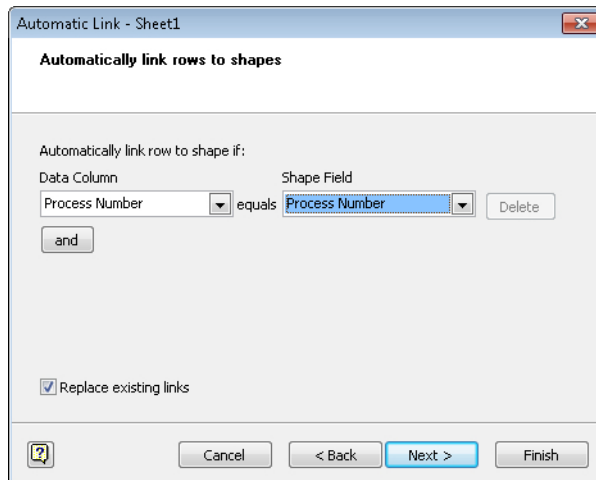 Automatic Link - Sheet1
Automatically link rows to shapes
Automatically link row to shape if:
Data Column Shape Field
Process Number equals Process Number Delete
and
Replace existing links
? Cancel < Back Next > Finish